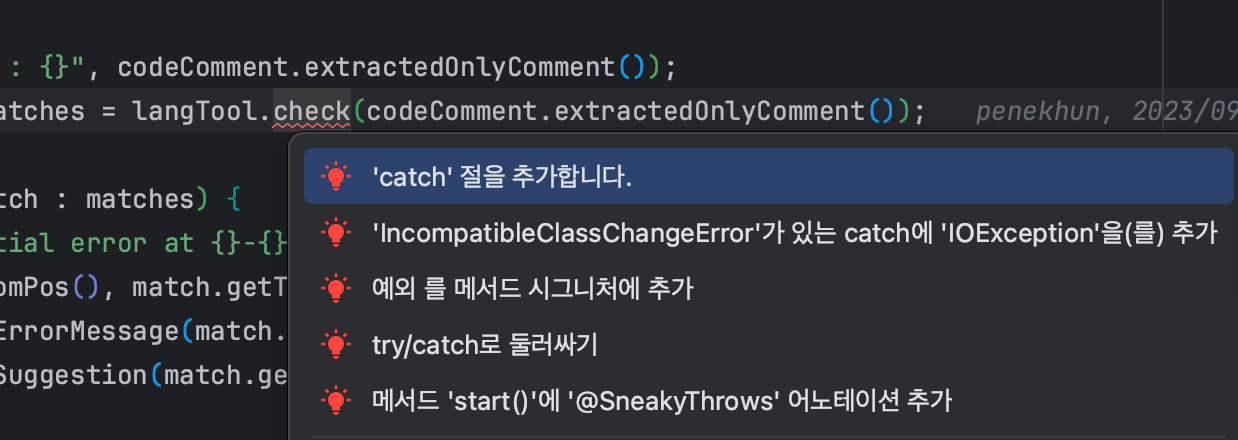 : {}", codeComment.extractedOnlyComment());
atches = langTool.check(codeComment.extractedOnlyComment()); penekhun, 2023/09
tch : matches) {
tial error at {}-{}
omPos(), match.getT
ErrorMessage(match.
Suggestion(match.ge
'catch' 절을 추가합니다.
'IncompatibleClassChangeError'가 있는 catch에 'IOException'을(를) 추가
예외 를 메서드 시그니처에 추가
try/catch로 둘러싸기
메서드 'start()'에 '@SneakyThrows' 어노테이션 추가